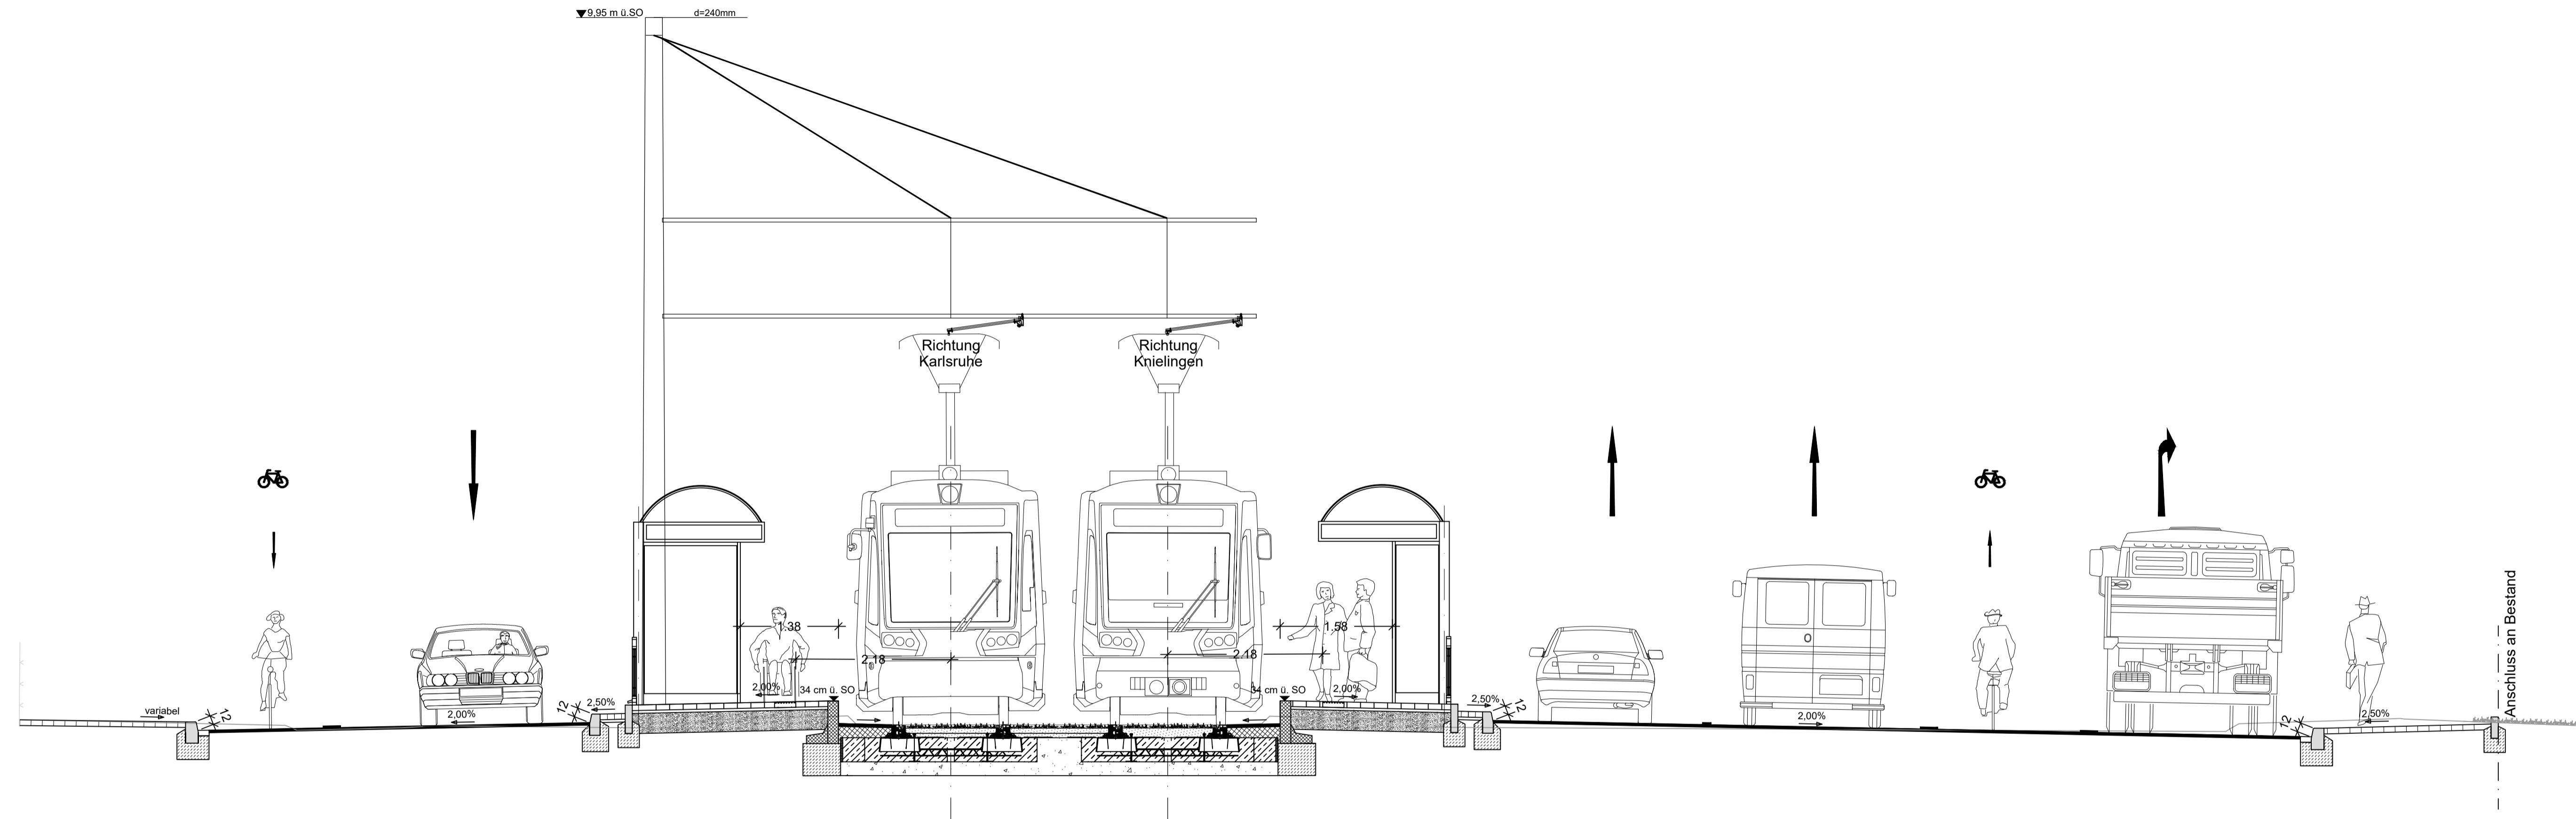 9,95 m ü.SO
d=240mm
Richtung
Karlsruhe
Richtung
Knielingen
Anschluss an Bestand
1.38
1.58
2.18
2.18
34 cm ü. SO
34 cm ü. SO
variabel
12
2,00%
12
2,50%
2,00%
2,00%
2,50%
12
2,00%
12
2,50%